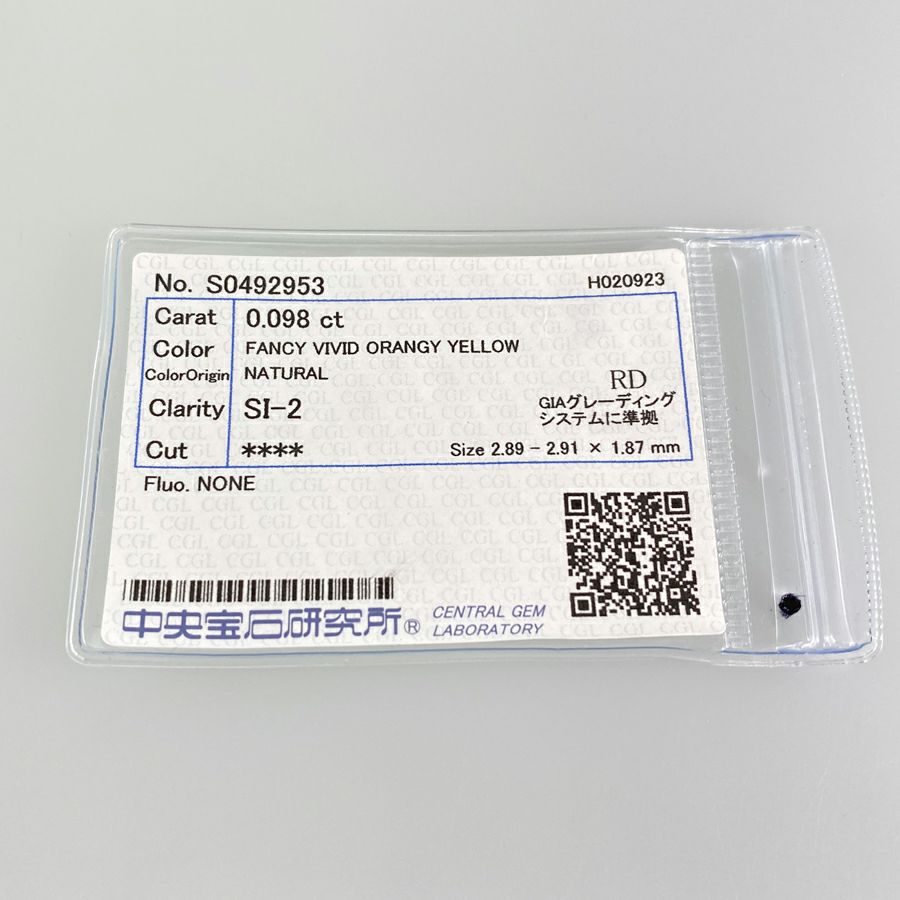 No. S0492953 H020923
Carat 0.098 ct
Color FANCY VIVID ORANGY YELLOW
ColorOrigin NATURAL
RD
Clarity SI-2
GIAグレーディング
システムに準拠
Cut **** Size 2.89 - 2.91 × 1.87 mm
Fluo. NONE
中央宝石研究所® CENTRAL GEM
LABORATORY